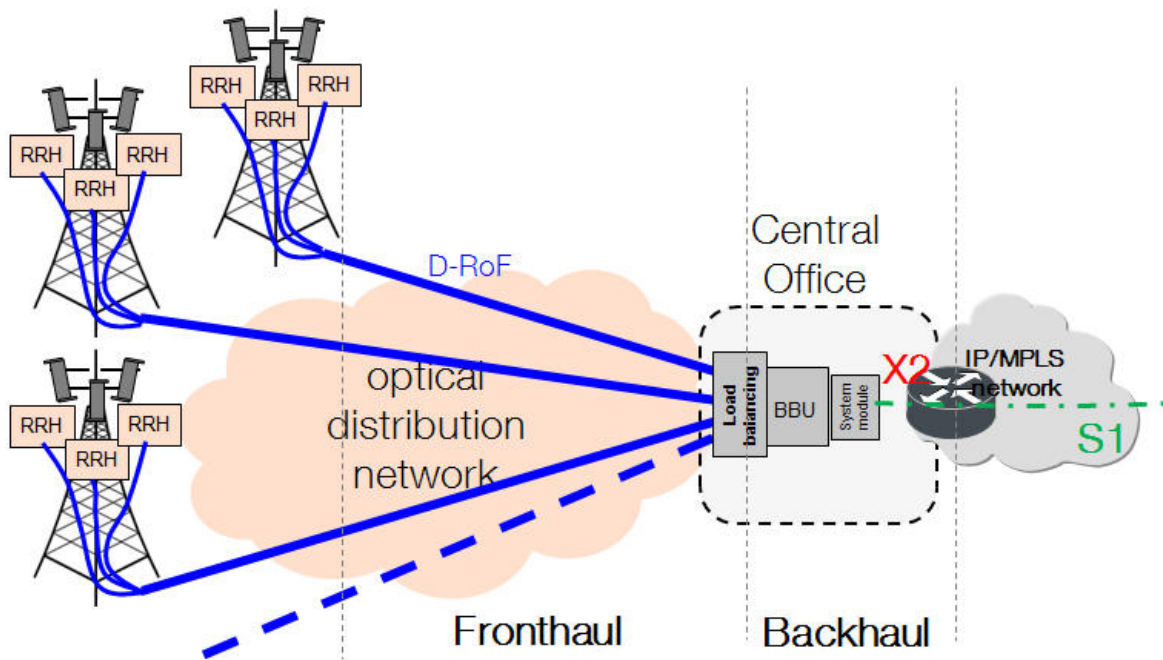 RRH
RRH
RRH
RRH
RRH
RRH
D-RoF
Central
Office
optical
distribution
network
Load
balancing
BBU
System
module
X2
IP/MPLS
network
S1
RRH
RRH
RRH
Fronthaul
Backhaul